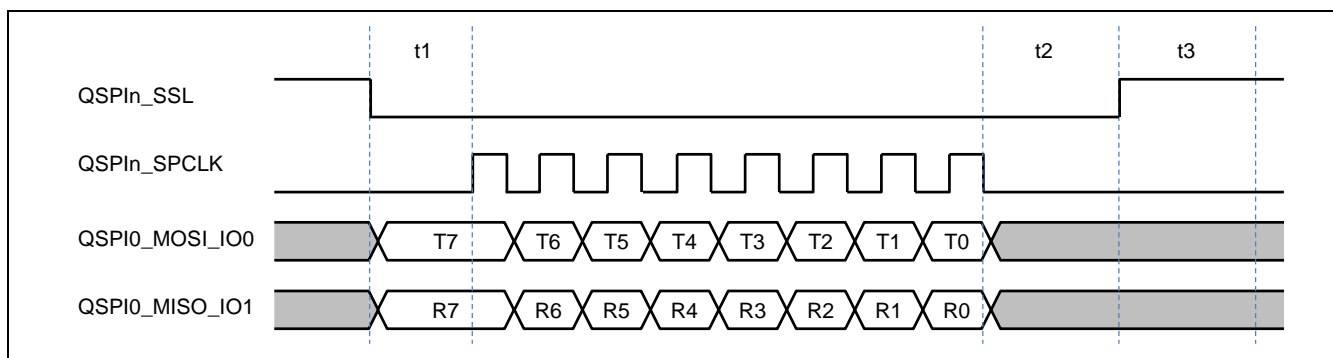 t1 t2 t3
QSPIn_SSL
QSPIn_SPCLK
QSPI0_MOSI_IO0 T7 T6 T5 T4 T3 T2 T1 T0
QSPI0_MISO_IO1 R7 R6 R5 R4 R3 R2 R1 R0